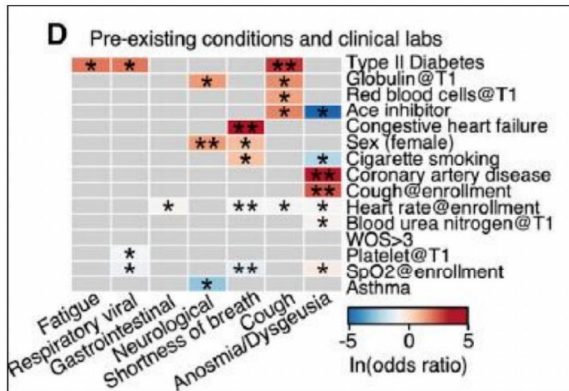 D Pre-existing conditions and clinical labs
* * ** Type II Diabetes
* * Globulin@T1
* Red blood cells@T1
* * Ace inhibitor
** Congestive heart failure
** * Sex (female)
* * Cigarette smoking
** Coronary artery disease
** Cough@enrollment
* ** * * Heart rate@enrollment
* Blood urea nitrogen@T1
WOS>3
* Platelet@T1
* ** * SpO2@enrollment
* Asthma
Fatigue
Respiratory viral
Gastrointestinal
Neurological
Shortness of breath
Cough
Anosmia/Dysgeusia
-5 0 5
ln(odds ratio)